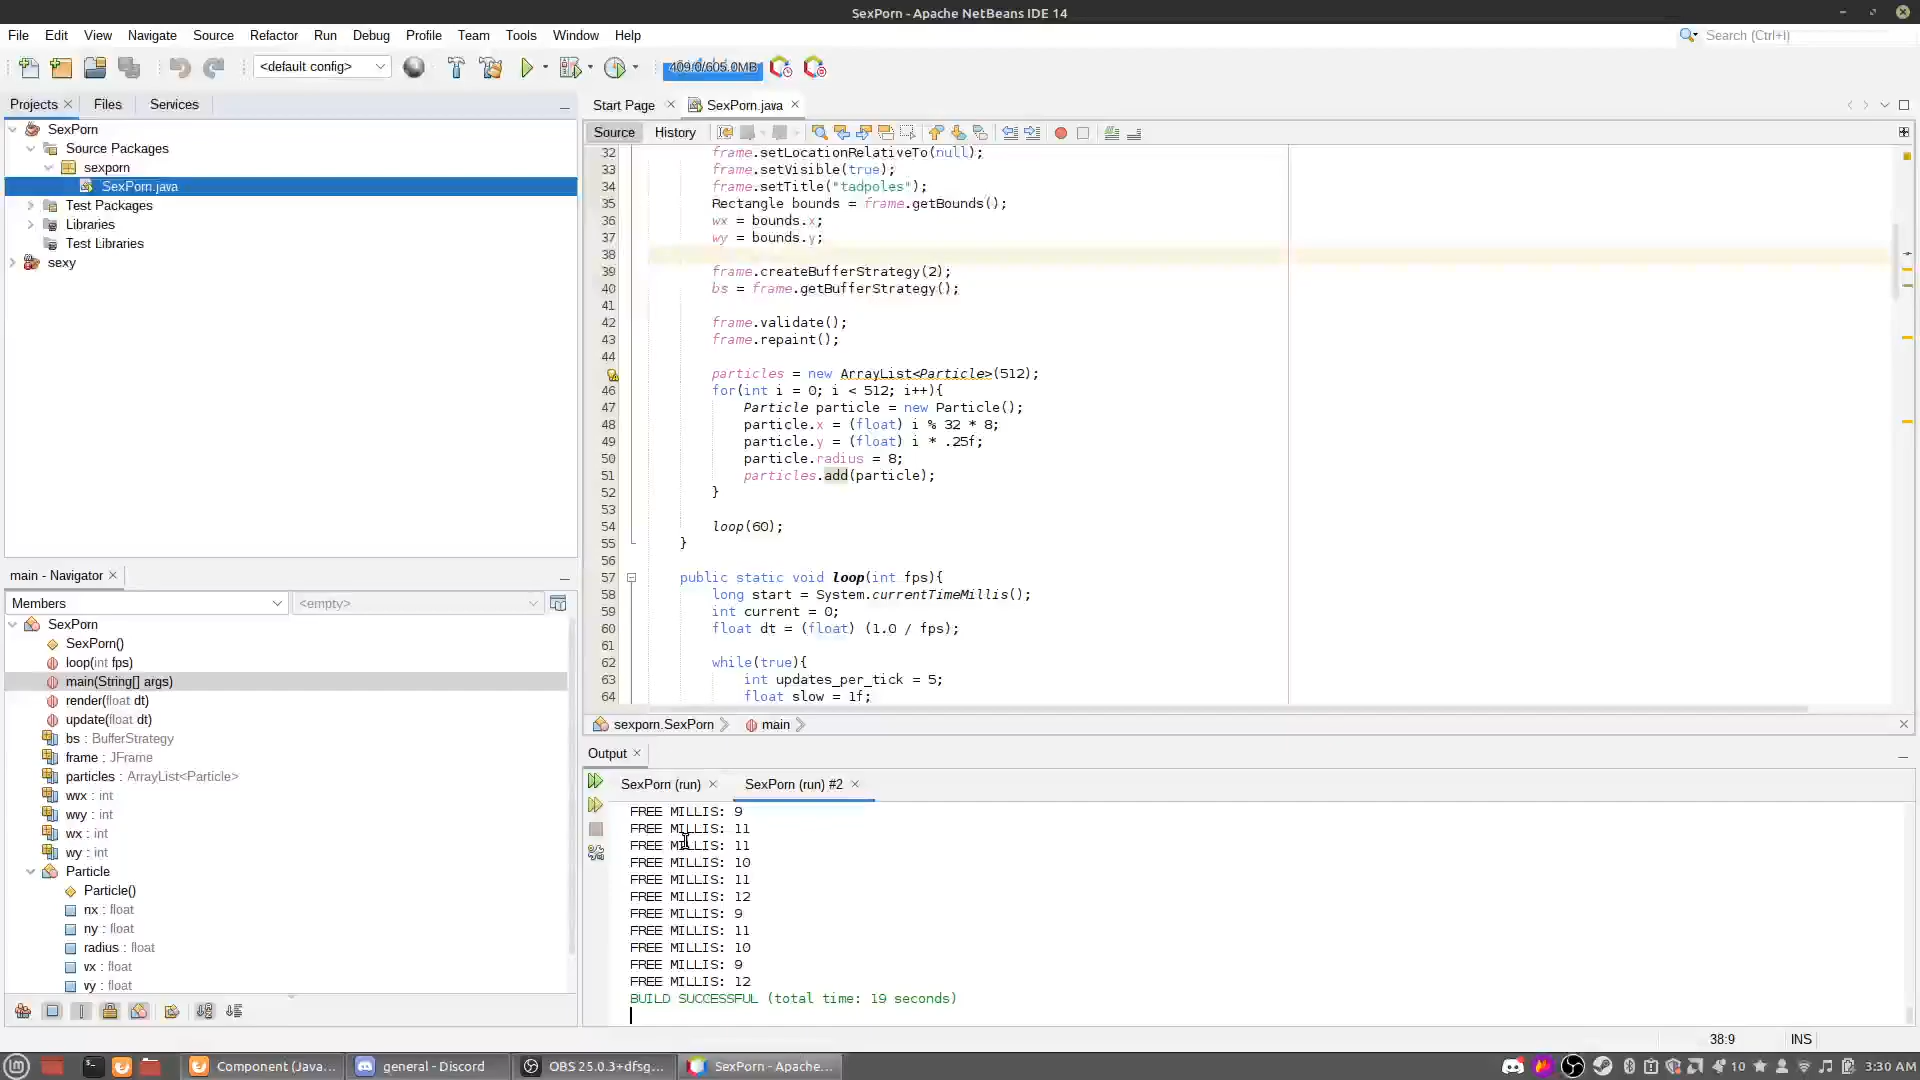 SexPorn - Apache NetBeans IDE 14
File Edit View Navigate Source Refactor Run Debug Profile Team Tools Window Help
Search (Ctrl+I)
<default config>
409.0/605.0MB
Projects Files Services
SexPorn
Source Packages
sexporn
SexPorn.java
Test Packages
Libraries
Test Libraries
sexy
Start Page SexPorn.java
Source History
32 frame.setLocationRelativeTo(null);
33 frame.setVisible(true);
34 frame.setTitle("tadpoles");
35 Rectangle bounds = frame.getBounds();
36 wx = bounds.x;
37 wy = bounds.y;
38
39 frame.createBufferStrategy(2);
40 bs = frame.getBufferStrategy();
41
42 frame.validate();
43 frame.repaint();
44
particles = new ArrayList<Particle>(512);
46 for(int i = 0; i < 512; i++){
47 Particle particle = new Particle();
48 particle.x = (float) i % 32 * 8;
49 particle.y = (float) i * .25f;
50 particle.radius = 8;
51 particles.add(particle);
52 }
53
54 loop(60);
55 }
56
57 public static void loop(int fps){
58 long start = System.currentTimeMillis();
59 int current = 0;
60 float dt = (float) (1.0 / fps);
61
62 while(true){
63 int updates_per_tick = 5;
64 float slow = 1f;
sexporn.SexPorn main
main - Navigator
Members <empty>
SexPorn
SexPorn()
loop(int fps)
main(String[] args)
render(float dt)
update(float dt)
bs : BufferStrategy
frame : JFrame
particles : ArrayList<Particle>
wvx : int
wvy : int
wx : int
wy : int
Particle
Particle()
nx : float
ny : float
radius : float
vx : float
vy : float
Output
SexPorn (run) SexPorn (run) #2
FREE MILLIS: 9
FREE MILLIS: 11
FREE MILLIS: 11
FREE MILLIS: 10
FREE MILLIS: 11
FREE MILLIS: 12
FREE MILLIS: 9
FREE MILLIS: 11
FREE MILLIS: 10
FREE MILLIS: 9
FREE MILLIS: 12
BUILD SUCCESSFUL (total time: 19 seconds)
38:9 INS
Component (Java... general - Discord OBS 25.0.3+dfsg... SexPorn - Apache... 10 3:30 AM